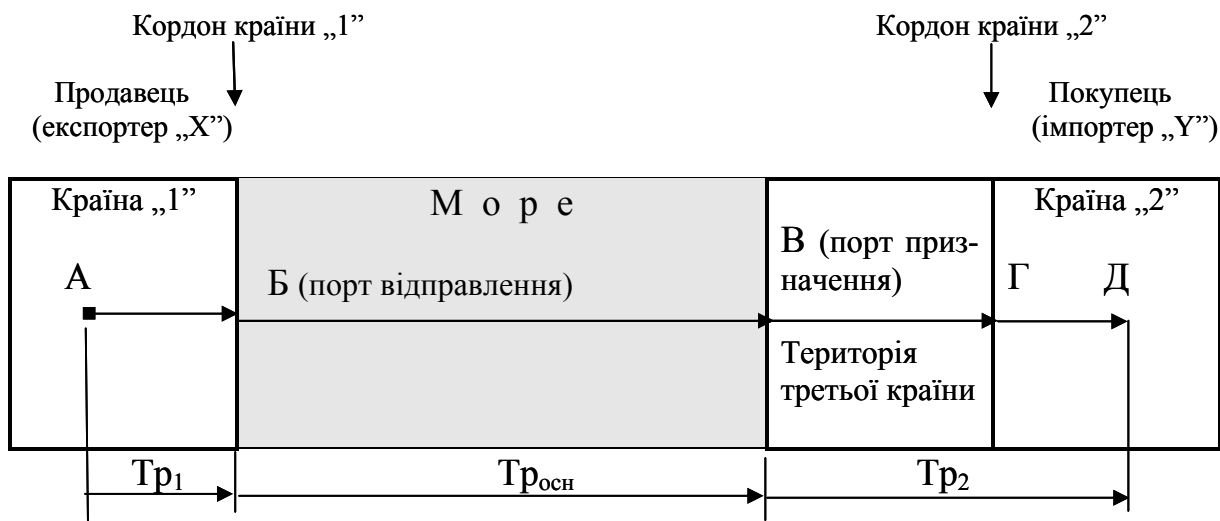 Кордон країни „1”
Кордон країни „2”
Продавець
(експортер „X”)
Покупець
(імпортер „Y”)
Країна „1”
М о р е
Країна „2”
А
Б (порт відправлення)
В (порт приз-
начення)
Г
Д
Територія
третьої країни
Тр₁
Тросн
Тр₂